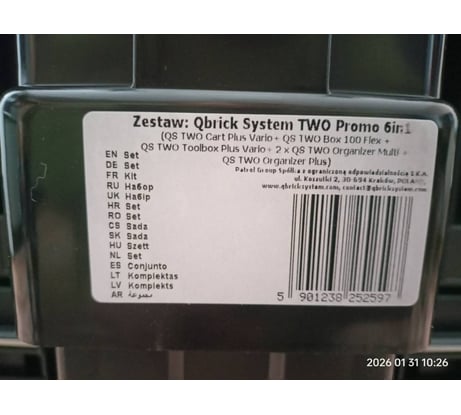 Zestaw: Qbrick System TWO Promo 6in1
(QS TWO Cart Plus Vario+ QS TWO Box 100 Flex +
QS TWO Toolbox Plus Vario+ 2 x QS TWO Organizer Multi +
QS TWO Organizer Plus)
Patrol Group Spółka z ograniczoną odpowiedzialnością S.K.A.
ul. Koszutki 2, 30-694 Kraków, POLAND,
www.qbricksystem.com, contact@qbricksystem.com
EN Set
DE Set
FR Kit
RU Набор
UK Набір
HR Set
RO Set
CS Sada
SK Sada
HU Szett
NL Set
ES Conjunto
LT Komplektas
LV Komplekts
AR مجموعة
5 901238 252597
2026 01 31 10:26